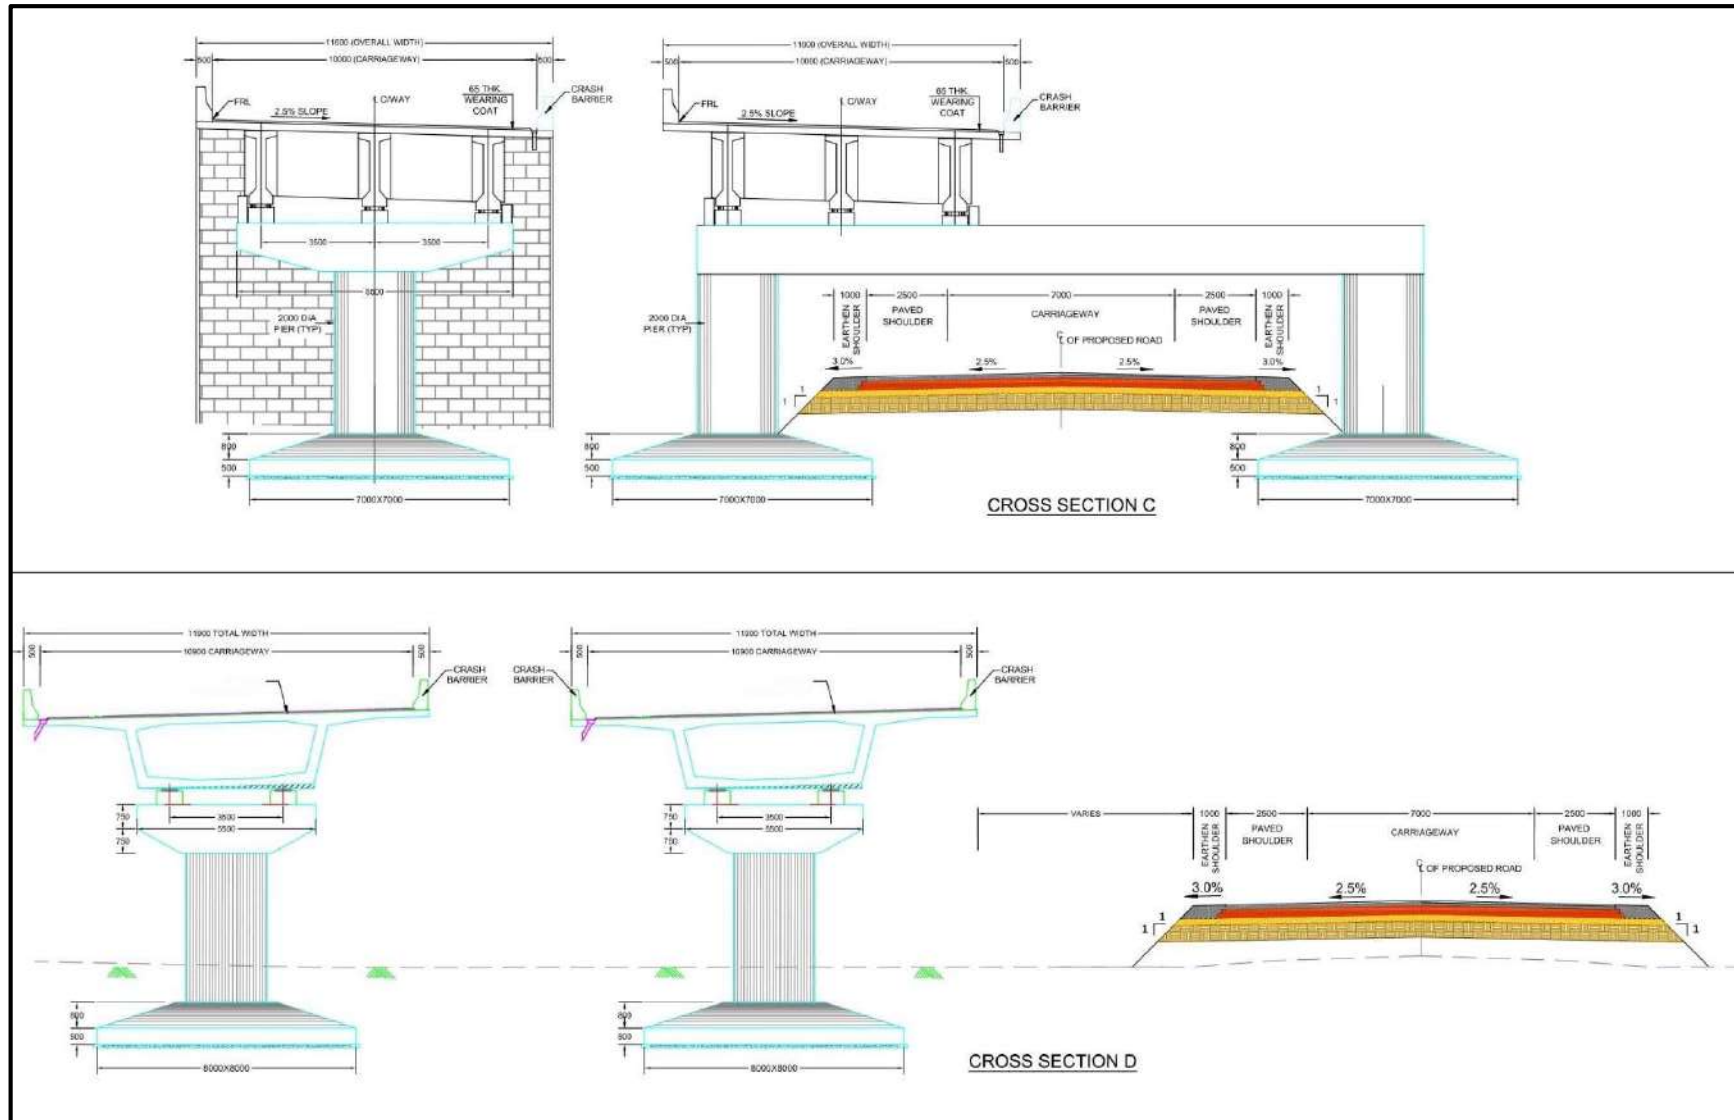 11000 (OVERALL WIDTH)
500
10000 (CARRIAGEWAY)
500
FRL
2.5% SLOPE
℄ C/WAY
65 THK.
WEARING
COAT
CRASH
BARRIER
3500
3500
8500
2000 DIA
PIER (TYP)
800
500
7000X7000
11000 (OVERALL WIDTH)
500
10000 (CARRIAGEWAY)
500
FRL
2.5% SLOPE
℄ C/WAY
65 THK.
WEARING
COAT
CRASH
BARRIER
2000 DIA
PIER (TYP)
1000
2500
7000
2500
1000
EARTHEN
SHOULDER
PAVED
SHOULDER
CARRIAGEWAY
PAVED
SHOULDER
EARTHEN
SHOULDER
℄ OF PROPOSED ROAD
3.0%
2.5%
2.5%
3.0%
1
1
1
1
800
500
7000X7000
800
500
7000X7000
CROSS SECTION C
11900 TOTAL WIDTH
500
10900 CARRIAGEWAY
500
CRASH
BARRIER
750
750
3500
5500
800
500
8000X8000
11900 TOTAL WIDTH
500
10900 CARRIAGEWAY
500
CRASH
BARRIER
CRASH
BARRIER
750
750
3500
5500
800
500
8000X8000
VARIES
1000
2500
7000
2500
1000
EARTHEN
SHOULDER
PAVED
SHOULDER
CARRIAGEWAY
PAVED
SHOULDER
EARTHEN
SHOULDER
℄ OF PROPOSED ROAD
3.0%
2.5%
2.5%
3.0%
1
1
1
1
CROSS SECTION D